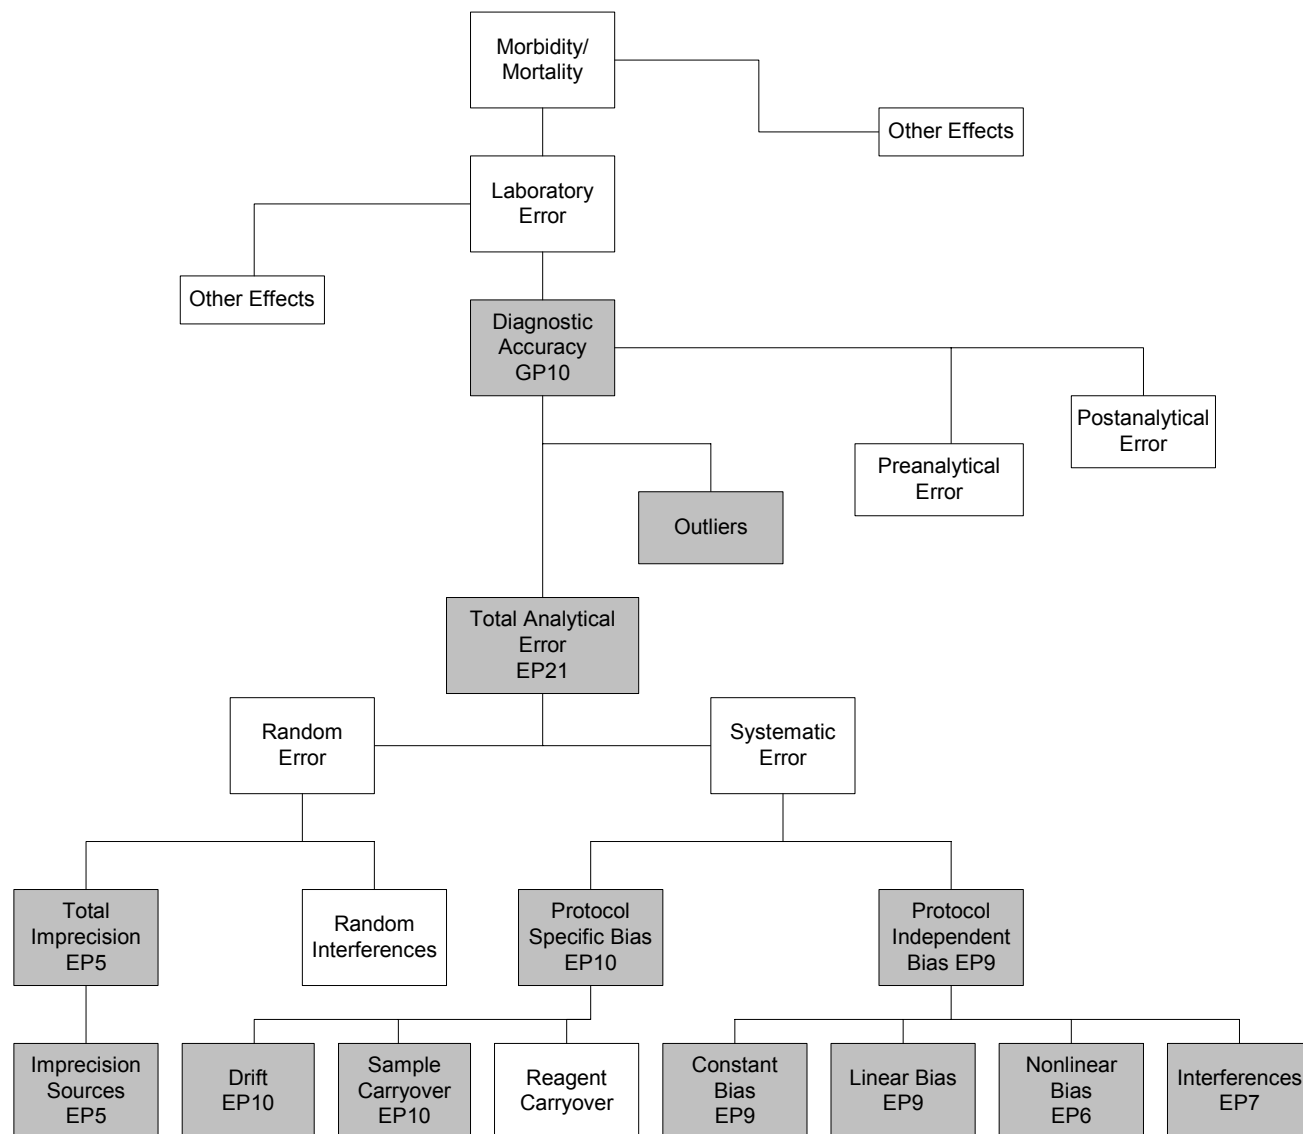 Morbidity/
Mortality
Other Effects
Laboratory
Error
Other Effects
Diagnostic
Accuracy
GP10
Postanalytical
Error
Preanalytical
Error
Outliers
Total Analytical
Error
EP21
Random
Error
Systematic
Error
Total
Imprecision
EP5
Random
Interferences
Protocol
Specific Bias
EP10
Protocol
Independent
Bias EP9
Imprecision
Sources
EP5
Drift
EP10
Sample
Carryover
EP10
Reagent
Carryover
Constant
Bias
EP9
Linear Bias
EP9
Nonlinear
Bias
EP6
Interferences
EP7